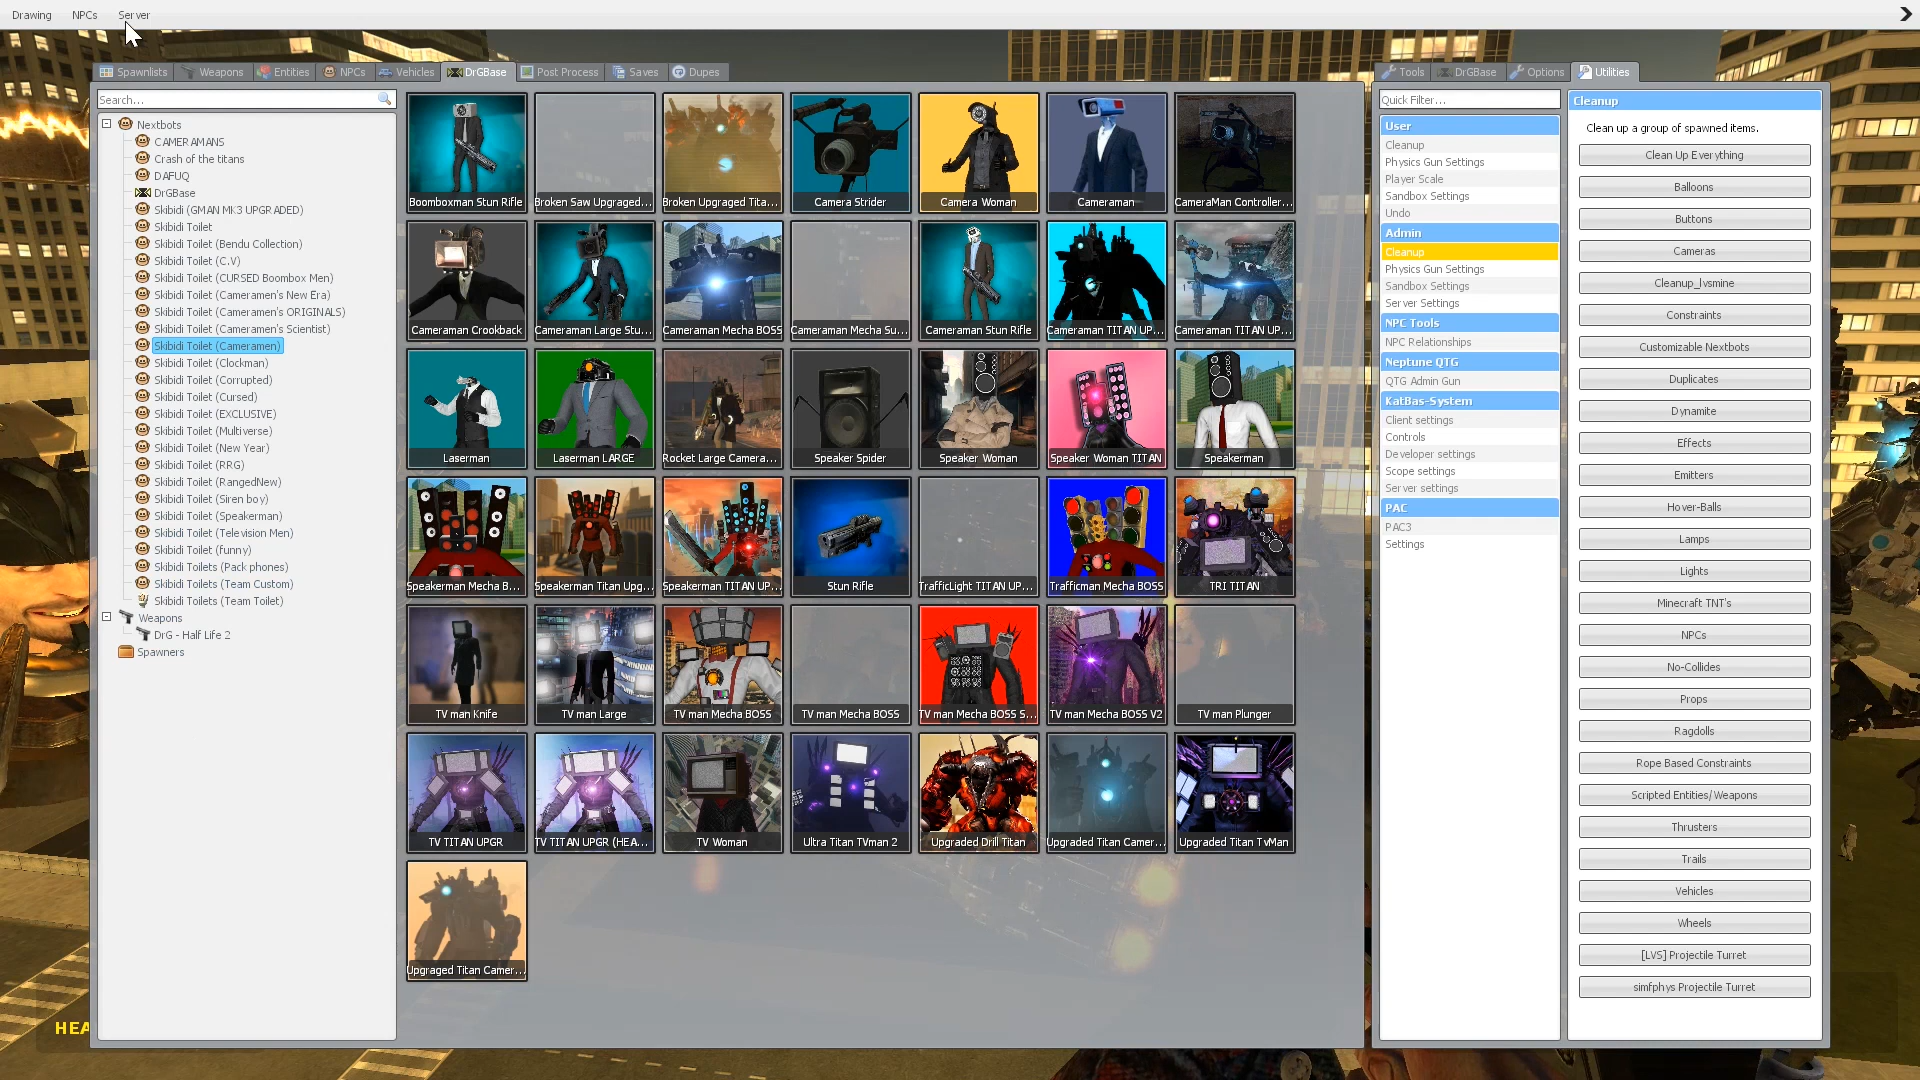 Drawing NPCs Server
Spawnlists Weapons Entities NPCs Vehicles DrGBase Post Process Saves Dupes
Search...
Nextbots
CAMERAMANS
Crash of the titans
DAFUQ
DrGBase
Skibidi (GMAN MK3 UPGRADED)
Skibidi Toilet
Skibidi Toilet (Bendu Collection)
Skibidi Toilet (C.V)
Skibidi Toilet (CURSED Boombox Men)
Skibidi Toilet (Cameramen's New Era)
Skibidi Toilet (Cameramen's ORIGINALS)
Skibidi Toilet (Cameramen's Scientist)
Skibidi Toilet (Cameramen)
Skibidi Toilet (Clockman)
Skibidi Toilet (Corrupted)
Skibidi Toilet (Cursed)
Skibidi Toilet (EXCLUSIVE)
Skibidi Toilet (Multiverse)
Skibidi Toilet (New Year)
Skibidi Toilet (RRG)
Skibidi Toilet (RangedNew)
Skibidi Toilet (Siren boy)
Skibidi Toilet (Speakerman)
Skibidi Toilet (Television Men)
Skibidi Toilet (funny)
Skibidi Toilets (Pack phones)
Skibidi Toilets (Team Custom)
Skibidi Toilets (Team Toilet)
Weapons
DrG - Half Life 2
Spawners
Boomboxman Stun Rifle Broken Saw Upgraded... Broken Upgraded Tita... Camera Strider Camera Woman Cameraman CameraMan Controller...
Cameraman Crookback Cameraman Large Stu... Cameraman Mecha BOSS Cameraman Mecha Su... Cameraman Stun Rifle Cameraman TITAN UP... Cameraman TITAN UP...
Laserman Laserman LARGE Rocket Large Camera... Speaker Spider Speaker Woman Speaker Woman TITAN Speakerman
Speakerman Mecha B... Speakerman Titan Upg... Speakerman TITAN UP... Stun Rifle TrafficLight TITAN UP... Trafficman Mecha BOSS TRI TITAN
TV man Knife TV man Large TV man Mecha BOSS TV man Mecha BOSS TV man Mecha BOSS S... TV man Mecha BOSS V2 TV man Plunger
TV TITAN UPGR TV TITAN UPGR (HEA... TV Woman Ultra Titan TVman 2 Upgraded Drill Titan Upgraded Titan Camer... Upgraded Titan TvMan
Upgraged Titan Camer...
HEA
Tools DrGBase Options Utilities
Quick Filter...
User
Cleanup
Physics Gun Settings
Player Scale
Sandbox Settings
Undo
Admin
Cleanup
Physics Gun Settings
Sandbox Settings
Server Settings
NPC Tools
NPC Relationships
Neptune QTG
QTG Admin Gun
KatBas-System
Client settings
Controls
Developer settings
Scope settings
Server settings
PAC
PAC3
Settings
Cleanup
Clean up a group of spawned items.
Clean Up Everything
Balloons
Buttons
Cameras
Cleanup_lvsmine
Constraints
Customizable Nextbots
Duplicates
Dynamite
Effects
Emitters
Hover-Balls
Lamps
Lights
Minecraft TNT's
NPCs
No-Collides
Props
Ragdolls
Rope Based Constraints
Scripted Entities/Weapons
Thrusters
Trails
Vehicles
Wheels
[LVS] Projectile Turret
simfphys Projectile Turret